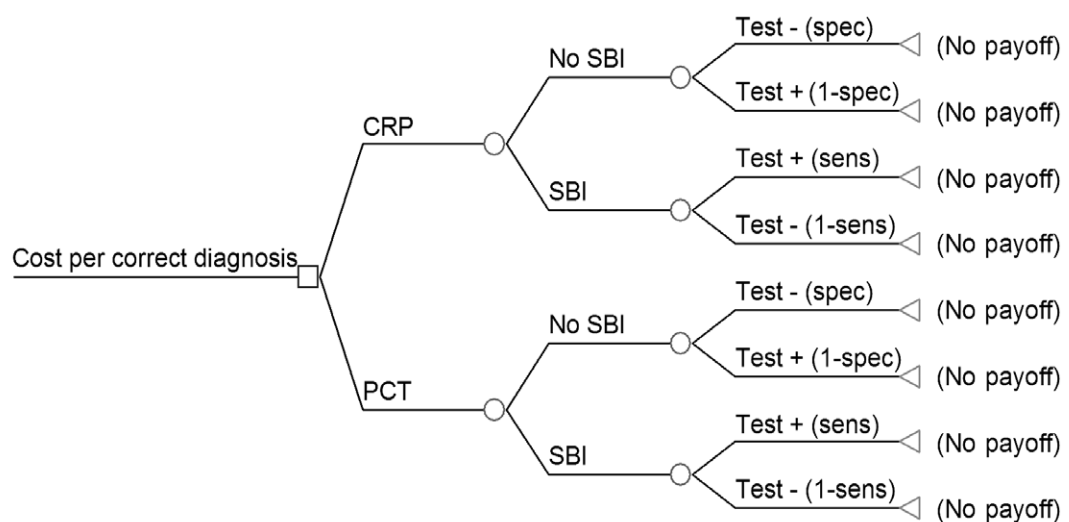 Test - (spec) (No payoff)
No SBI
Test + (1-spec) (No payoff)
CRP
Test + (sens) (No payoff)
SBI
Test - (1-sens) (No payoff)
Cost per correct diagnosis
Test - (spec) (No payoff)
No SBI
Test + (1-spec) (No payoff)
PCT
Test + (sens) (No payoff)
SBI
Test - (1-sens) (No payoff)